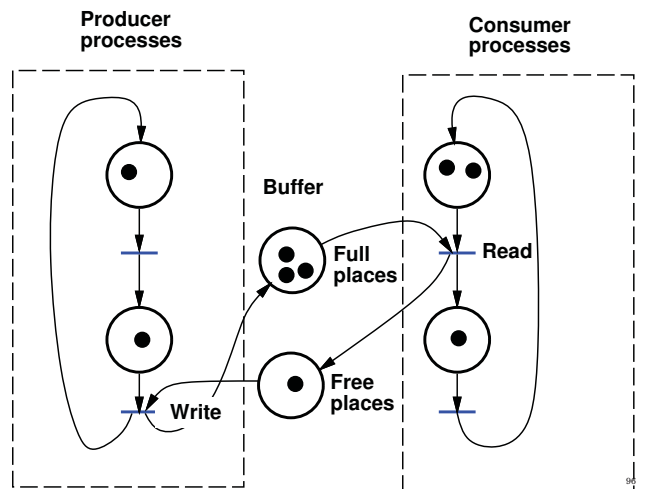 Producer
processes
Consumer
processes
Buffer
Full
places
Read
Free
places
Write